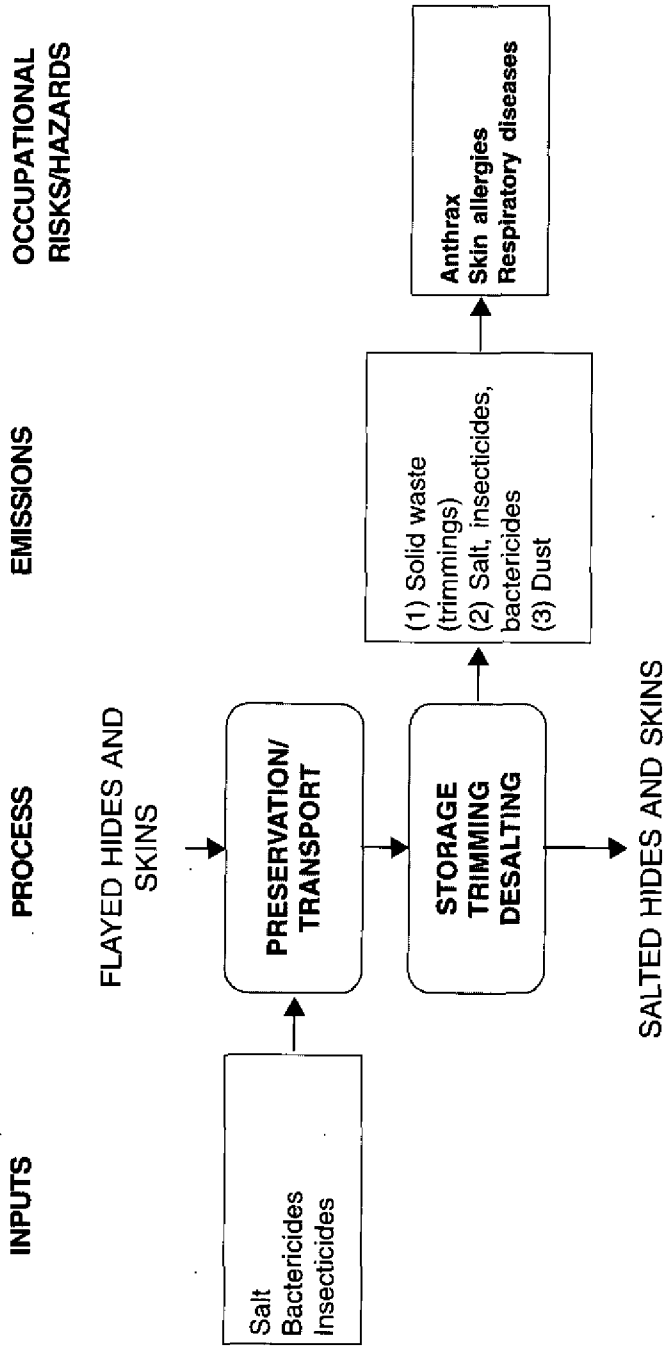 INPUTS
PROCESS
EMISSIONS
OCCUPATIONAL
RISKS/HAZARDS
FLAYED HIDES AND
SKINS
Salt
Bactericides
Insecticides
PRESERVATION/
TRANSPORT
STORAGE
TRIMMING
DESALTING
(1) Solid waste
(trimmings)
(2) Salt, insecticides,
bactericides
(3) Dust
Anthrax
Skin allergies
Respiratory diseases
SALTED HIDES AND SKINS